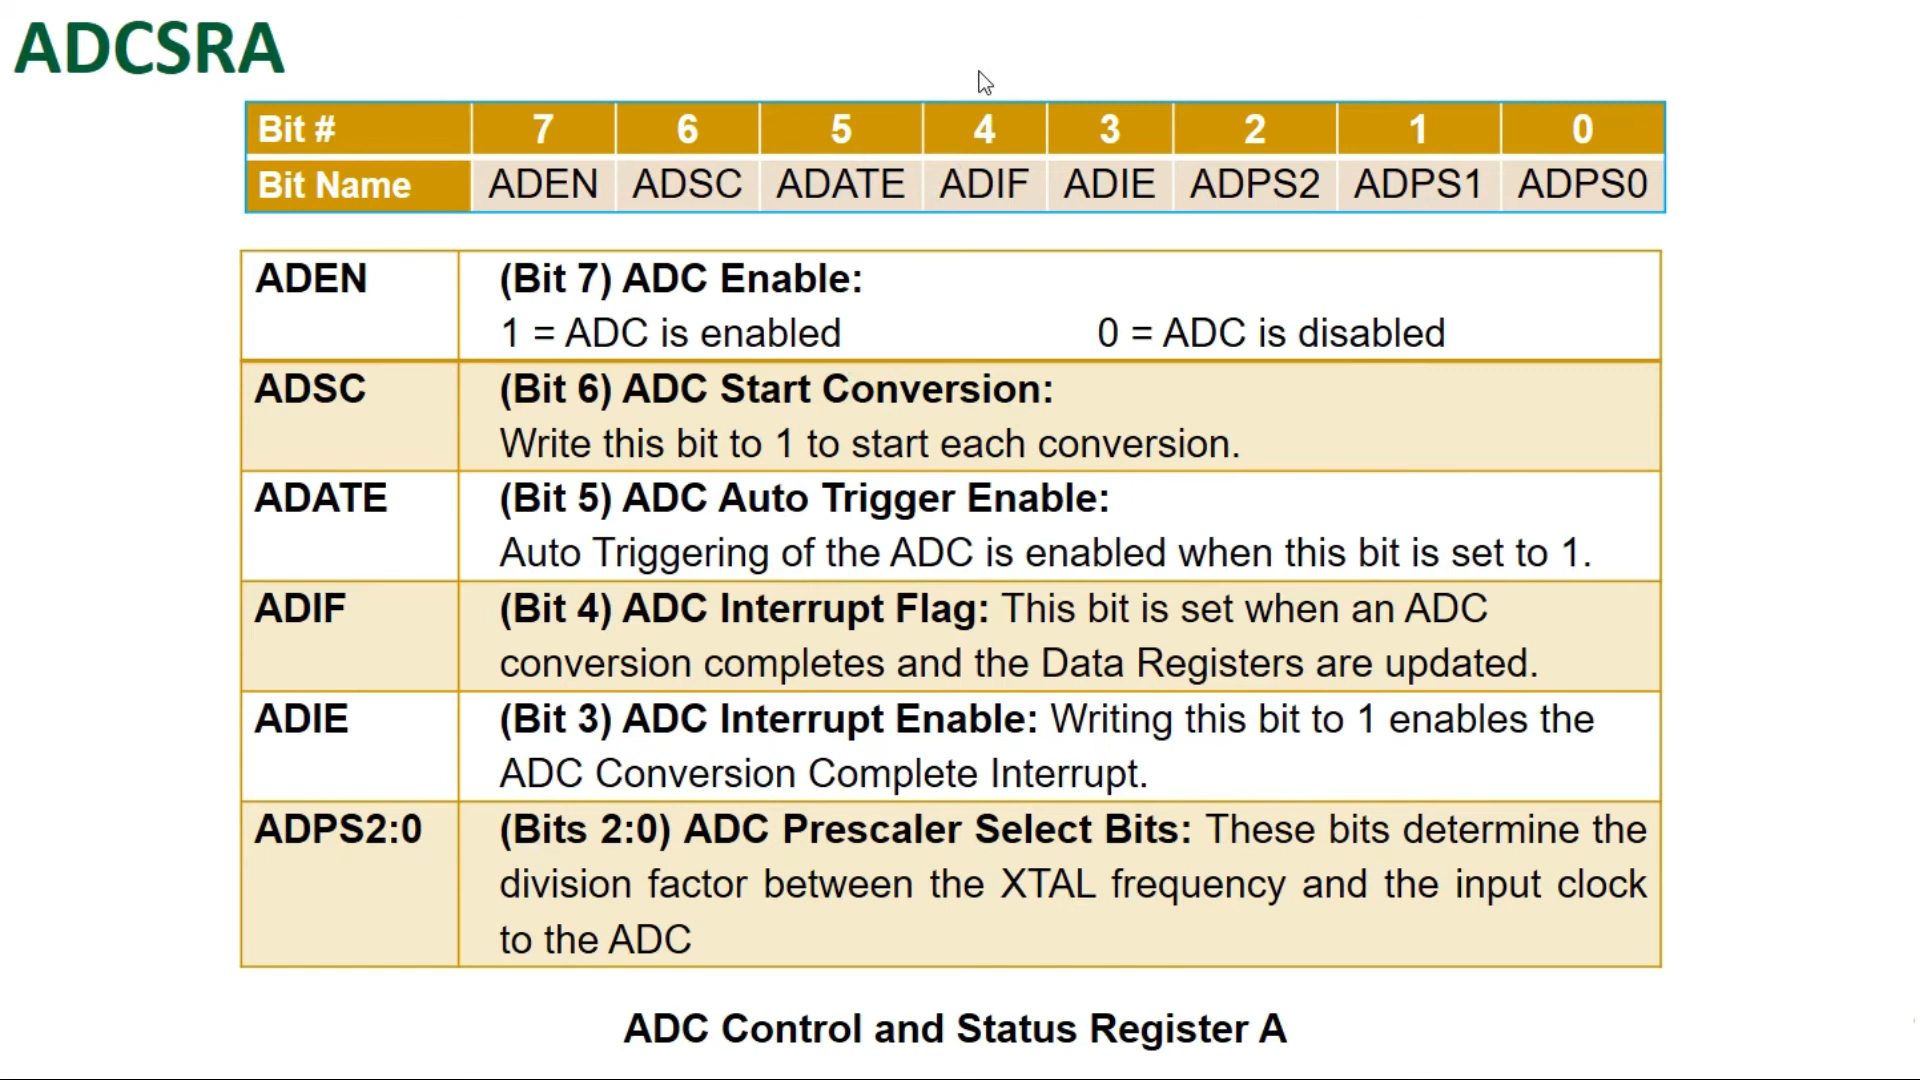 ADCSRA
Bit # 7 6 5 4 3 2 1 0
Bit Name ADEN ADSC ADATE ADIF ADIE ADPS2 ADPS1 ADPS0
ADEN (Bit 7) ADC Enable:
1 = ADC is enabled 0 = ADC is disabled
ADSC (Bit 6) ADC Start Conversion:
Write this bit to 1 to start each conversion.
ADATE (Bit 5) ADC Auto Trigger Enable:
Auto Triggering of the ADC is enabled when this bit is set to 1.
ADIF (Bit 4) ADC Interrupt Flag: This bit is set when an ADC
conversion completes and the Data Registers are updated.
ADIE (Bit 3) ADC Interrupt Enable: Writing this bit to 1 enables the
ADC Conversion Complete Interrupt.
ADPS2:0 (Bits 2:0) ADC Prescaler Select Bits: These bits determine the
division factor between the XTAL frequency and the input clock
to the ADC
ADC Control and Status Register A